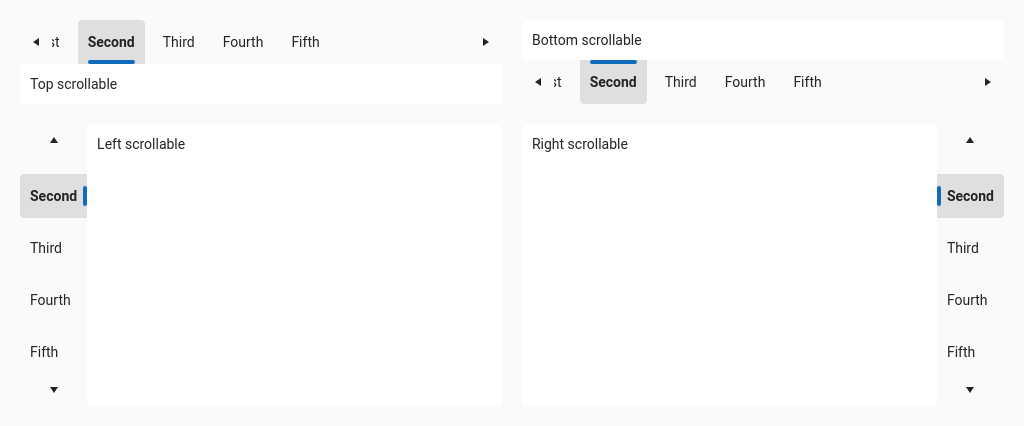 st Second Third Fourth Fifth
Top scrollable
Bottom scrollable
st Second Third Fourth Fifth
Left scrollable
Second
Third
Fourth
Fifth
Right scrollable
Second
Third
Fourth
Fifth